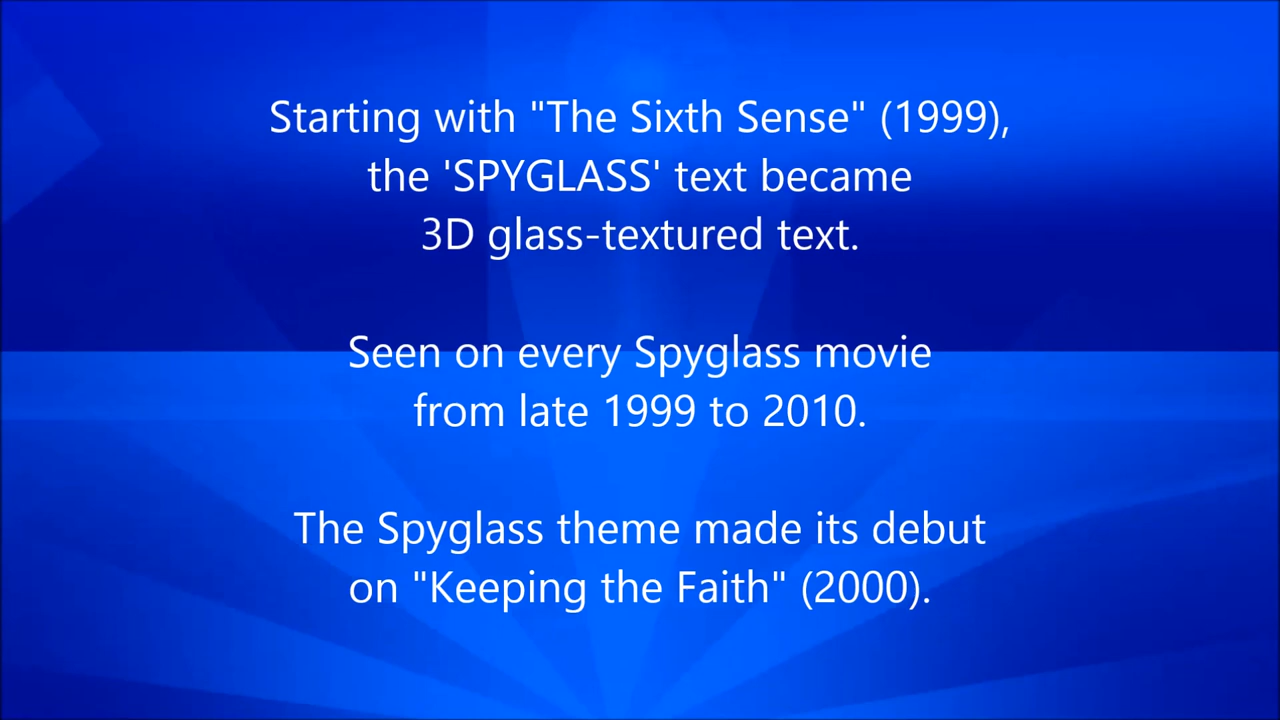 Starting with "The Sixth Sense" (1999),
the 'SPYGLASS' text became
3D glass-textured text.
Seen on every Spyglass movie
from late 1999 to 2010.
The Spyglass theme made its debut
on "Keeping the Faith" (2000).